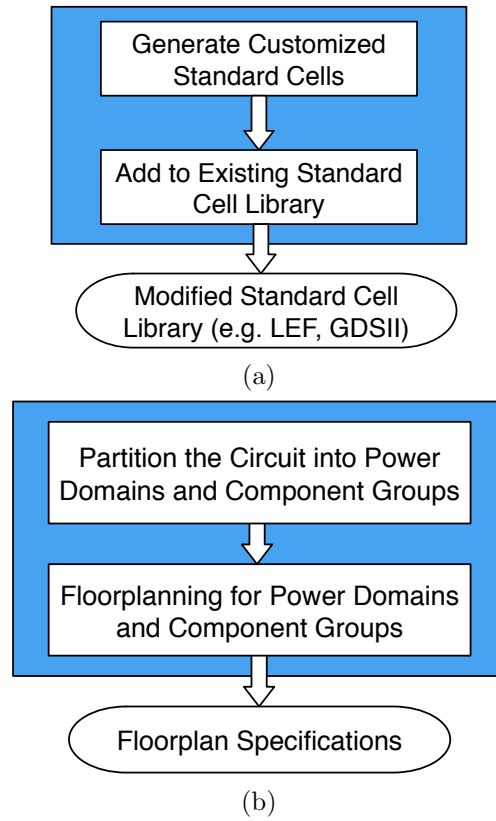 Generate Customized
Standard Cells
Add to Existing Standard
Cell Library
Modified Standard Cell
Library (e.g. LEF, GDSII)
(a)
Partition the Circuit into Power
Domains and Component Groups
Floorplanning for Power Domains
and Component Groups
Floorplan Specifications
(b)